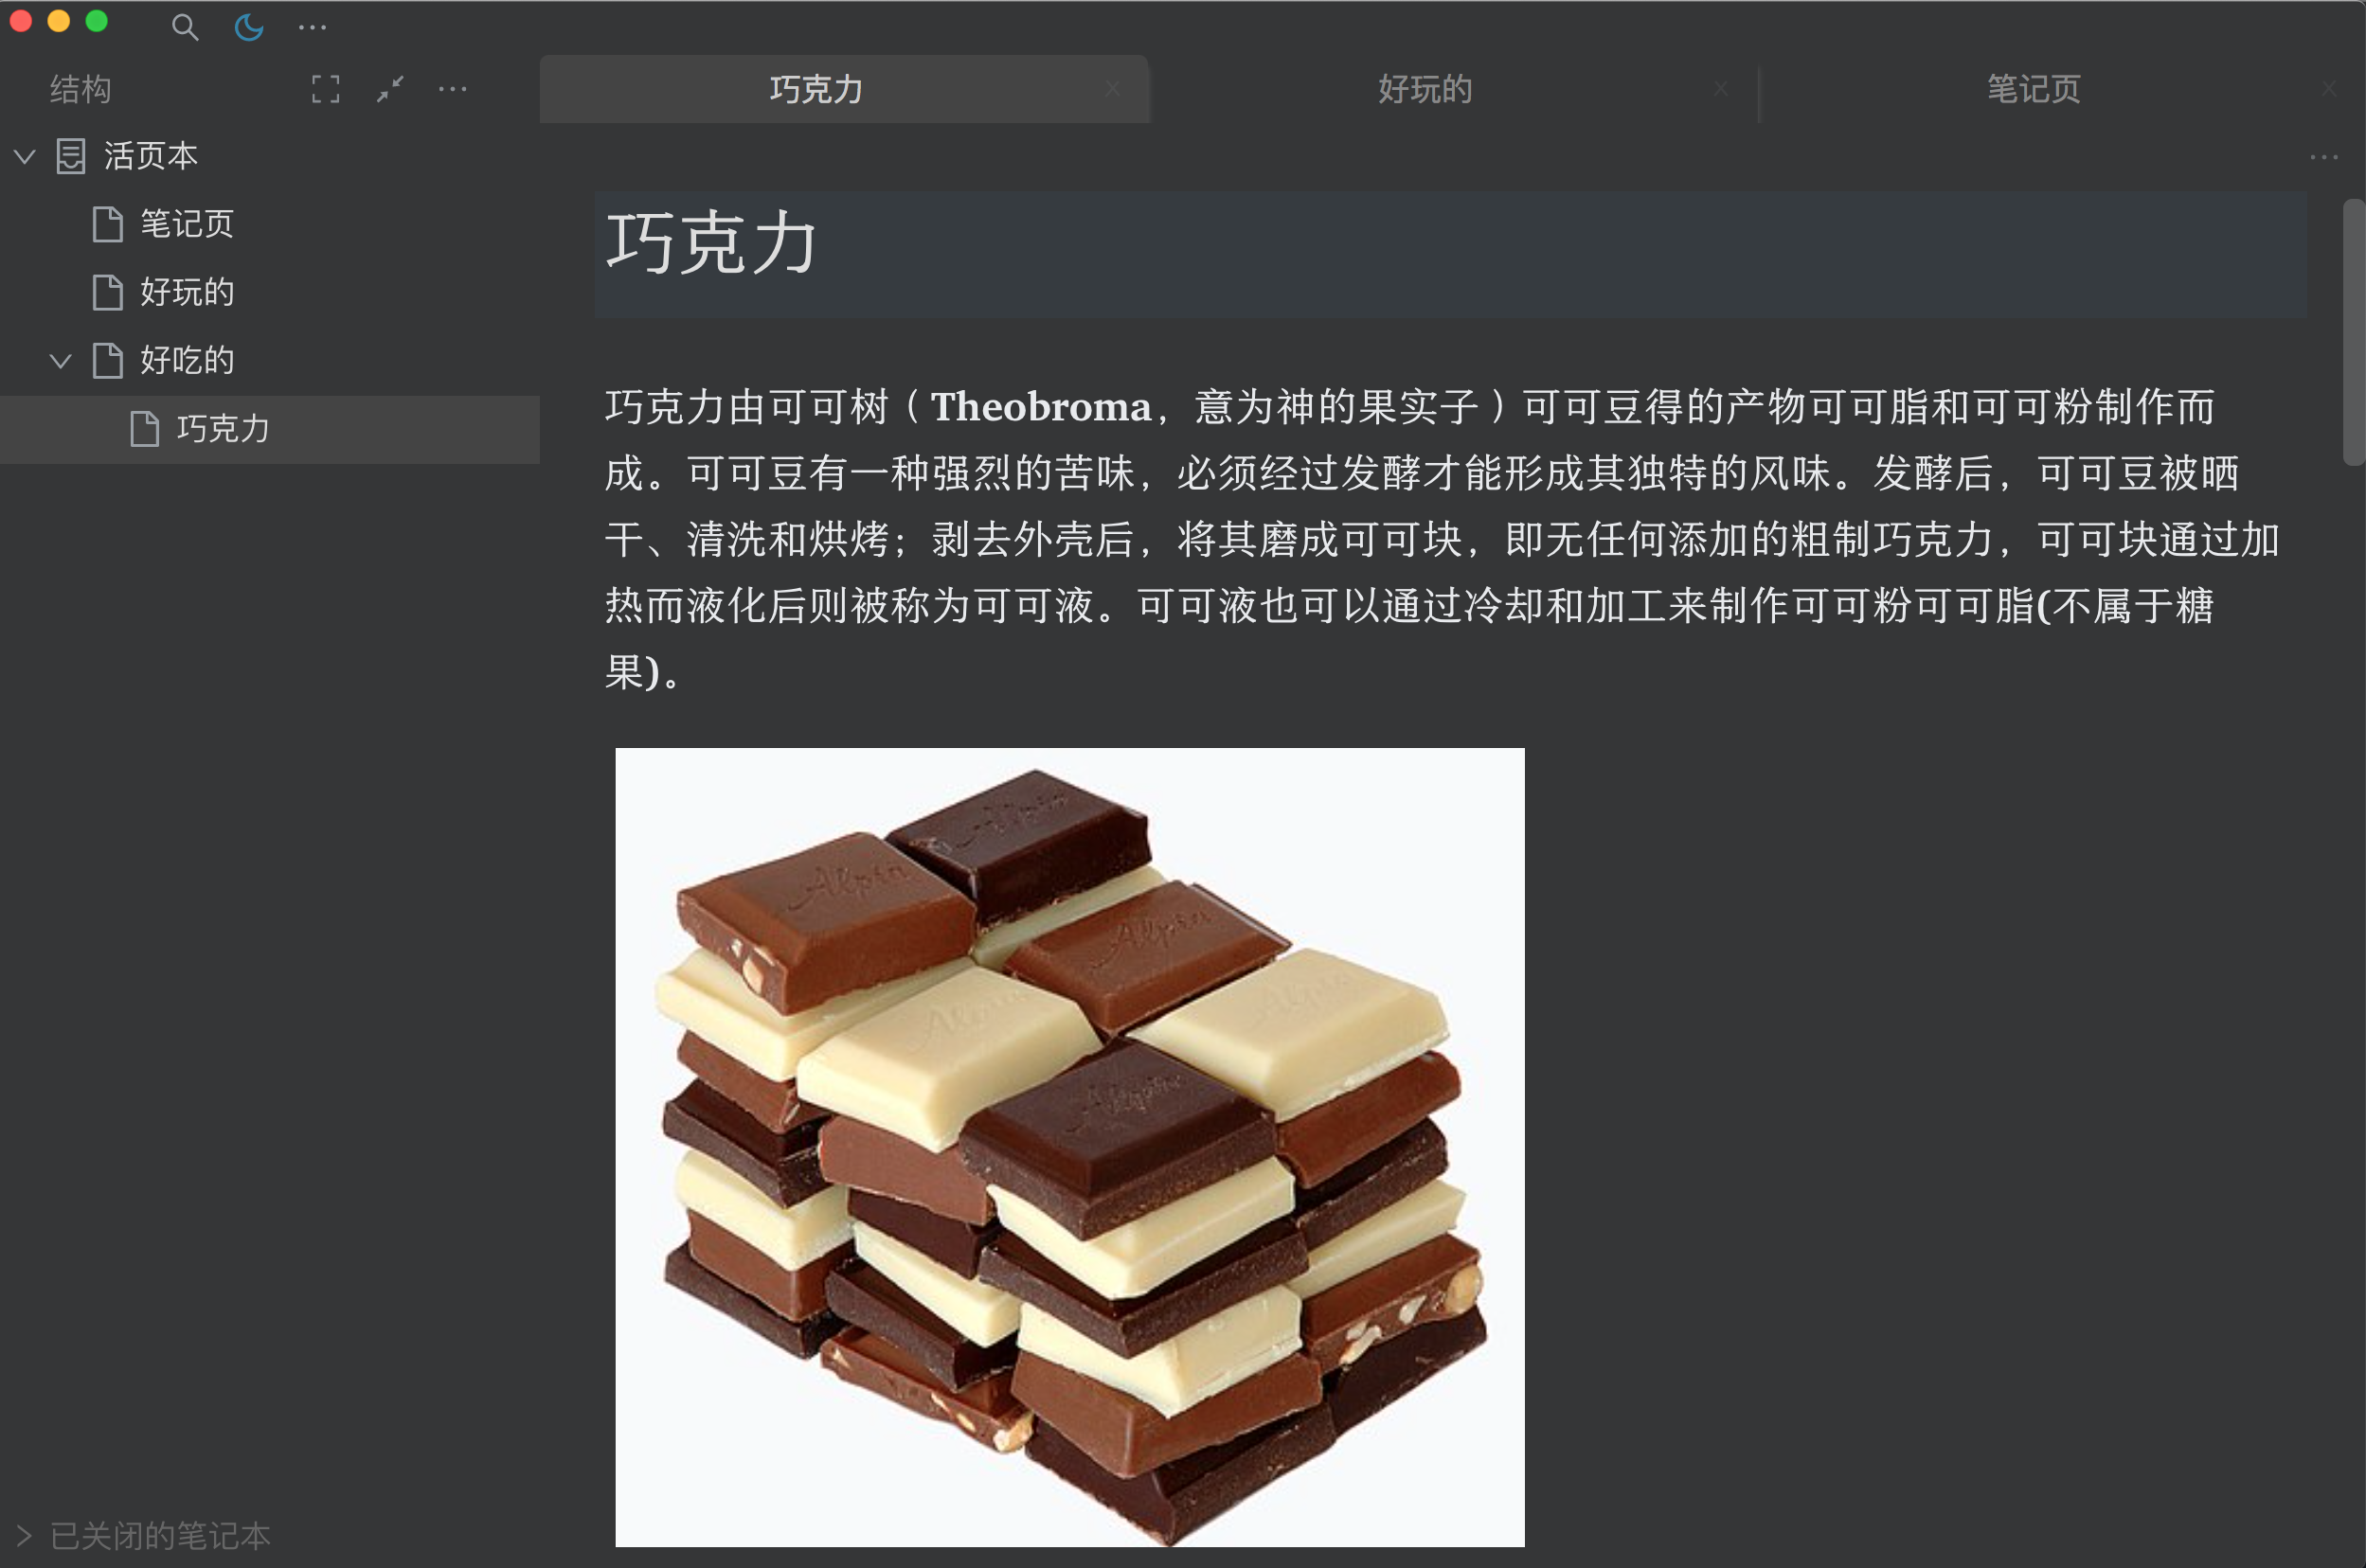 结构
活页本
笔记页
好玩的
好吃的
巧克力
已关闭的笔记本
巧克力
好玩的
笔记页
巧克力
巧克力由可可树（Theobroma，意为神的果实子）可可豆得的产物可可脂和可可粉制作而
成。可可豆有一种强烈的苦味，必须经过发酵才能形成其独特的风味。发酵后，可可豆被晒
干、清洗和烘烤；剥去外壳后，将其磨成可可块，即无任何添加的粗制巧克力，可可块通过加
热而液化后则被称为可可液。可可液也可以通过冷却和加工来制作可可粉可可脂(不属于糖
果)。
Alpia
Alpia
Alpia
Alpia
Alpia
Alpia